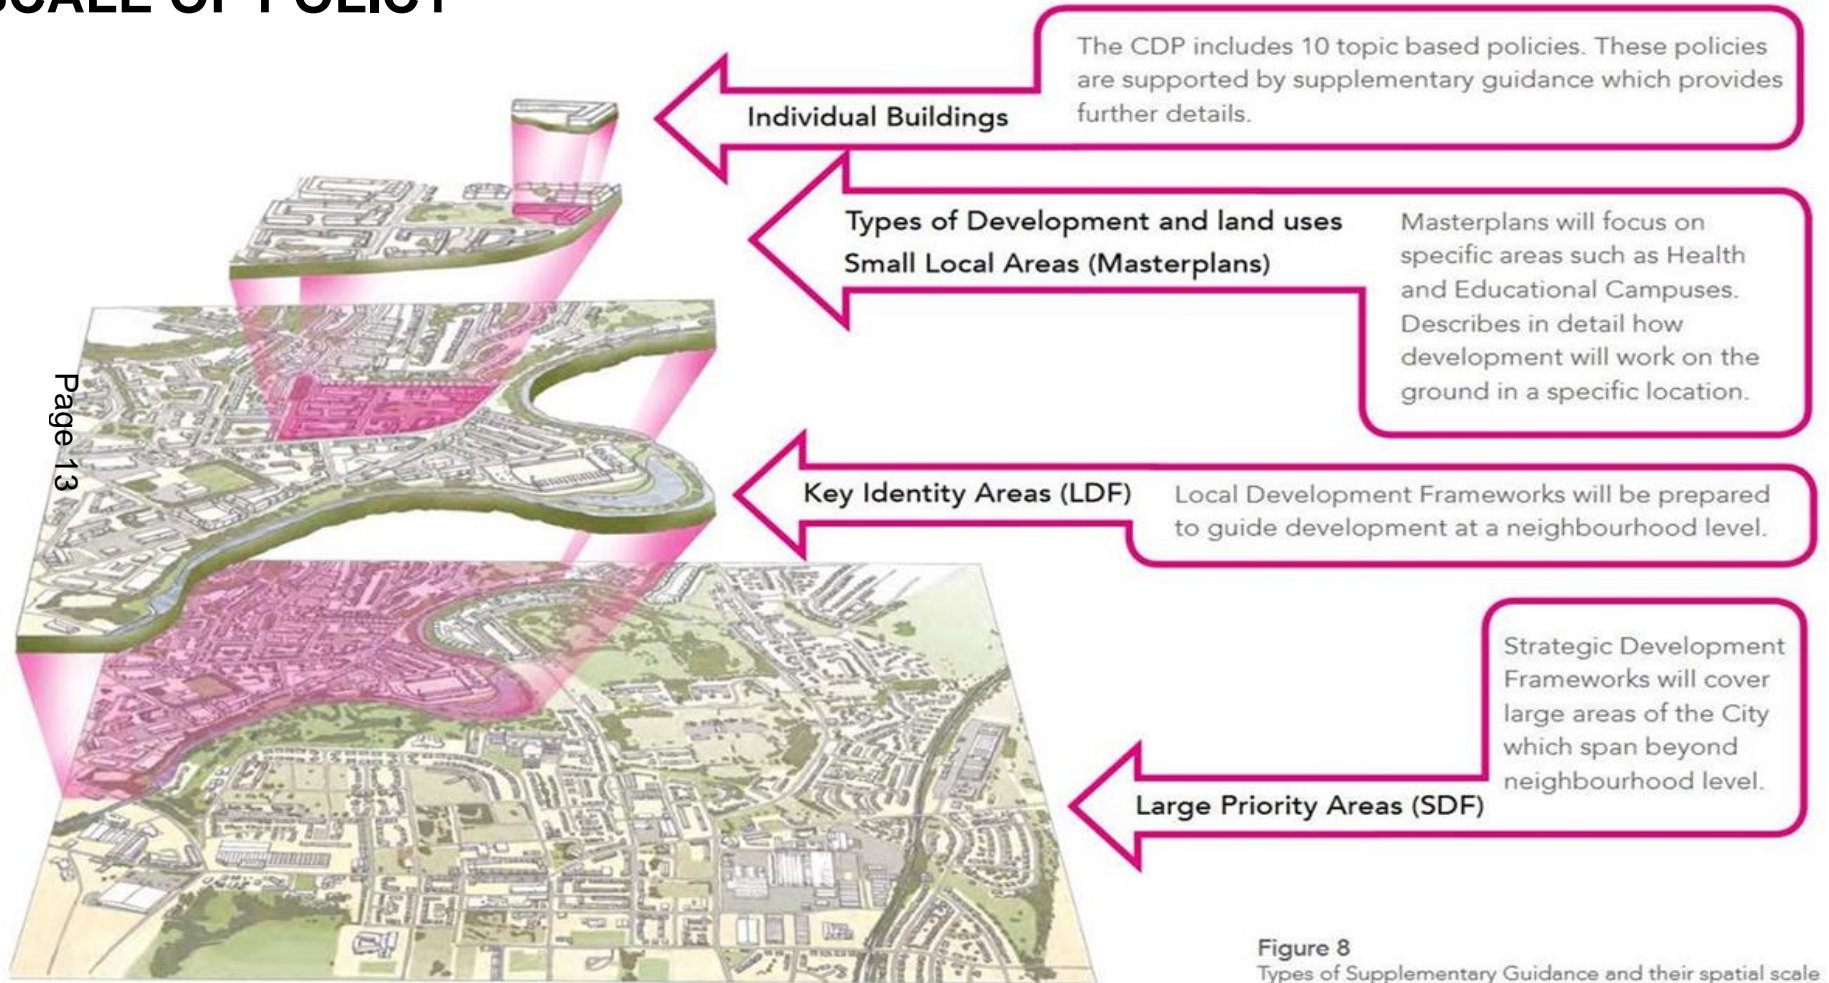 SCALE OF POLICY
The CDP includes 10 topic based policies. These policies
are supported by supplementary guidance which provides
further details.
Individual Buildings
Types of Development and land uses
Small Local Areas (Masterplans)
Masterplans will focus on
specific areas such as Health
and Educational Campuses.
Describes in detail how
development will work on the
ground in a specific location.
Page 13
Key Identity Areas (LDF)
Local Development Frameworks will be prepared
to guide development at a neighbourhood level.
Strategic Development
Frameworks will cover
large areas of the City
which span beyond
neighbourhood level.
Large Priority Areas (SDF)
Figure 8
Types of Supplementary Guidance and their spatial scale